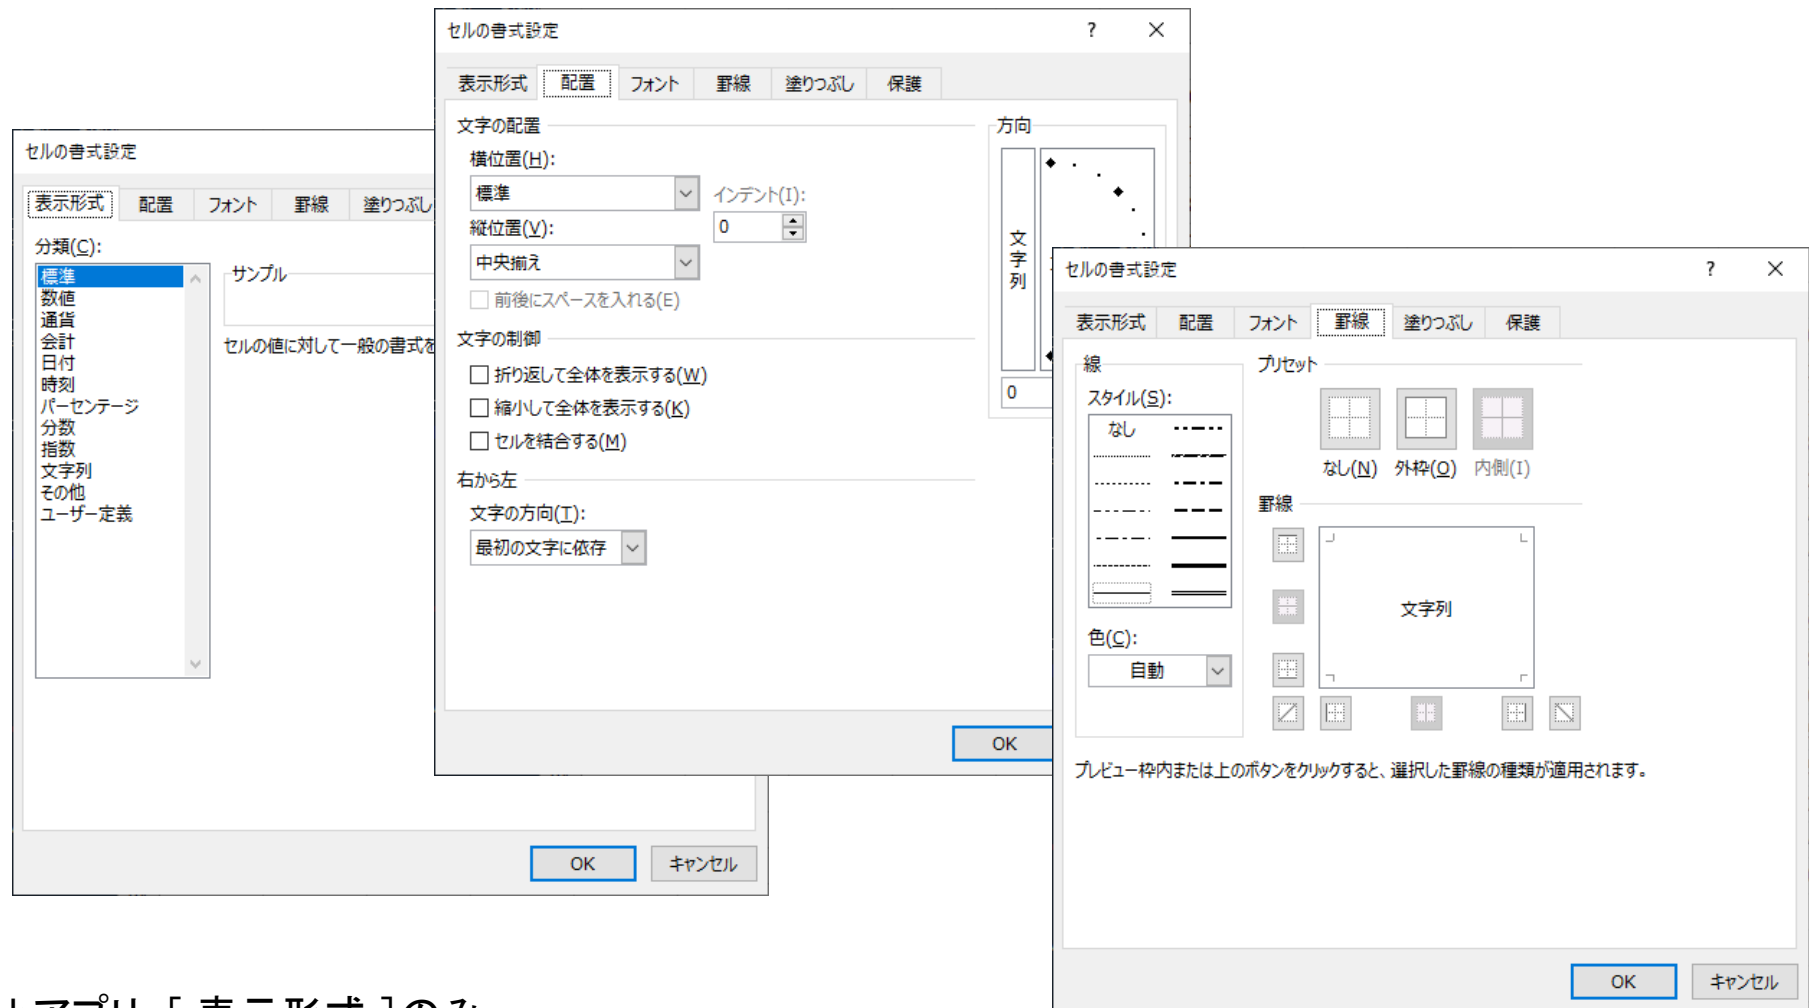 セルの書式設定
表示形式 配置 フォント 罫線 塗りつぶし
分類(C):
標準
数値
通貨
会計
日付
時刻
パーセンテージ
分数
指数
文字列
その他
ユーザー定義
サンプル
セルの値に対して一般の書式を
OK キャンセル
セルの書式設定 ? ×
表示形式 配置 フォント 罫線 塗りつぶし 保護
文字の配置
横位置(H):
標準
インデント(I):
0
縦位置(V):
中央揃え
前後にスペースを入れる(E)
文字の制御
折り返して全体を表示する(W)
縮小して全体を表示する(K)
セルを結合する(M)
右から左
文字の方向(T):
最初の文字に依存
方向
文字列
0
OK
セルの書式設定 ? ×
表示形式 配置 フォント 罫線 塗りつぶし 保護
線
スタイル(S):
なし
色(C):
自動
プリセット
なし(N) 外枠(O) 内側(I)
罫線
文字列
プレビュー枠内または上のボタンをクリックすると、選択した罫線の種類が適用されます。
OK キャンセル
アプリ [表示形式]のみ